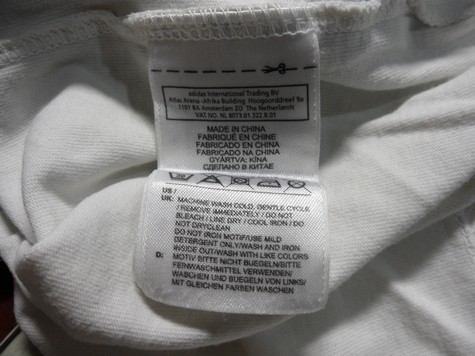 adidas International Trading BV
Atlas Arena-Afrika Building, Hoogoorddreef 9a
1101 BA Amsterdam ZO The Netherlands
VAT NO. NL 8073.01.322.B.01
MADE IN CHINA
FABRIQUÉ EN CHINE
FABRICADO EN CHINA
FABRICADO NA CHINA
GYÁRTVA: KÍNA
СДЕЛАНО В КИТАЕ
US /
UK: MACHINE WASH COLD, GENTLE CYCLE
/ REMOVE IMMEDIATELY / DO NOT
BLEACH / LINE DRY / COOL IRON / DO
NOT DRYCLEAN
DO NOT IRON MOTIF/USE MILD
DETERGENT ONLY/WASH AND IRON
INSIDE OUT/WASH WITH LIKE COLORS
D: MOTIV BITTE NICHT BUEGELN/BITTE
FEINWASCHMITTEL VERWENDEN/
WASCHEN UND BUEGELN VON LINKS/
MIT GLEICHEN FARBEN WASCHEN